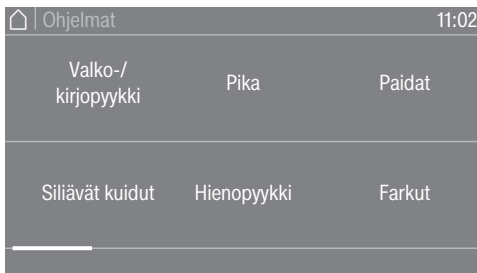 Ohjelmat 11:02
Valko-/
kirjopyykki
Pika
Paidat
Siliävät kuidut
Hienopyykki
Farkut